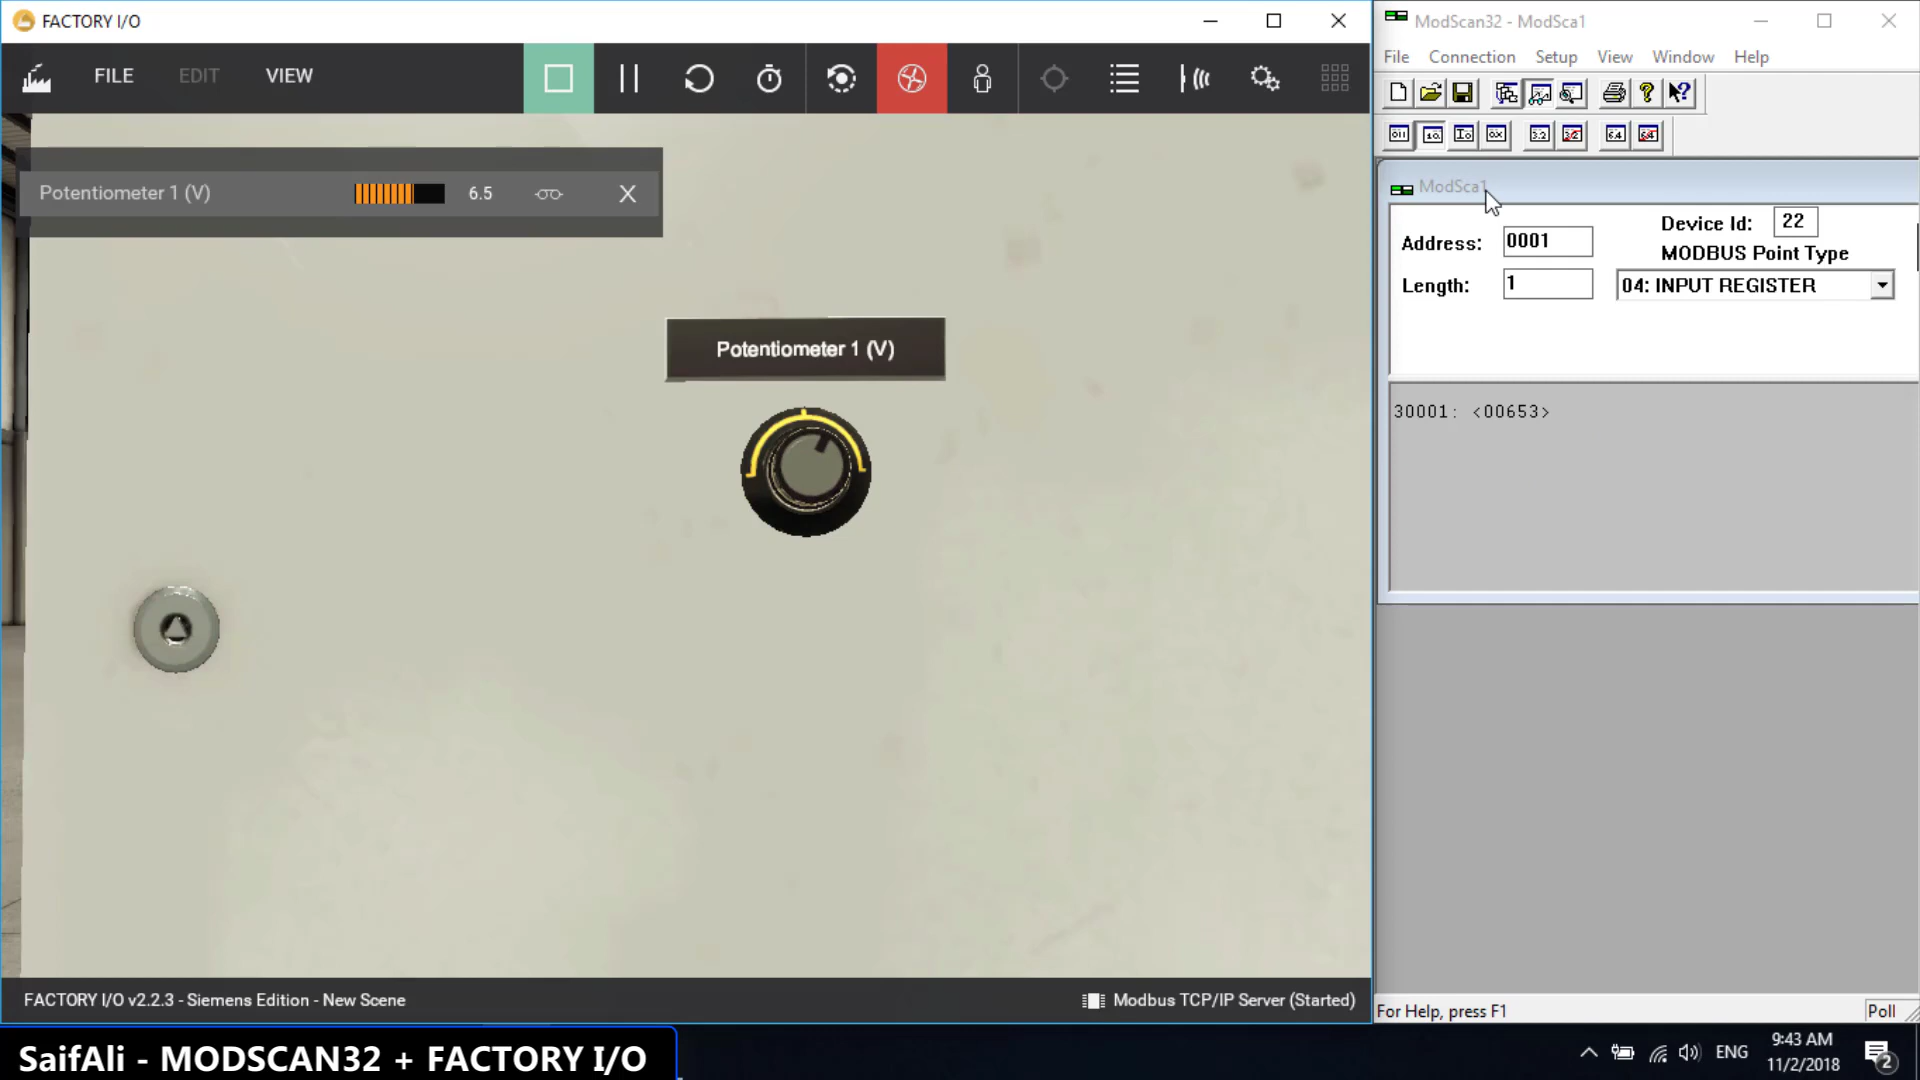 FACTORY I/O
FILE EDIT VIEW
Potentiometer 1 (V) 6.5 X
Potentiometer 1 (V)
FACTORY I/O v2.2.3 - Siemens Edition - New Scene
Modbus TCP/IP Server (Started)
ModScan32 - ModSca1
File Connection Setup View Window Help
ModSca1
Address: 0001
Device Id: 22
MODBUS Point Type
Length: 1
04: INPUT REGISTER
30001: <00653>
For Help, press F1
Poll
SaifAli - MODSCAN32 + FACTORY I/O
ENG
9:43 AM
11/2/2018
2